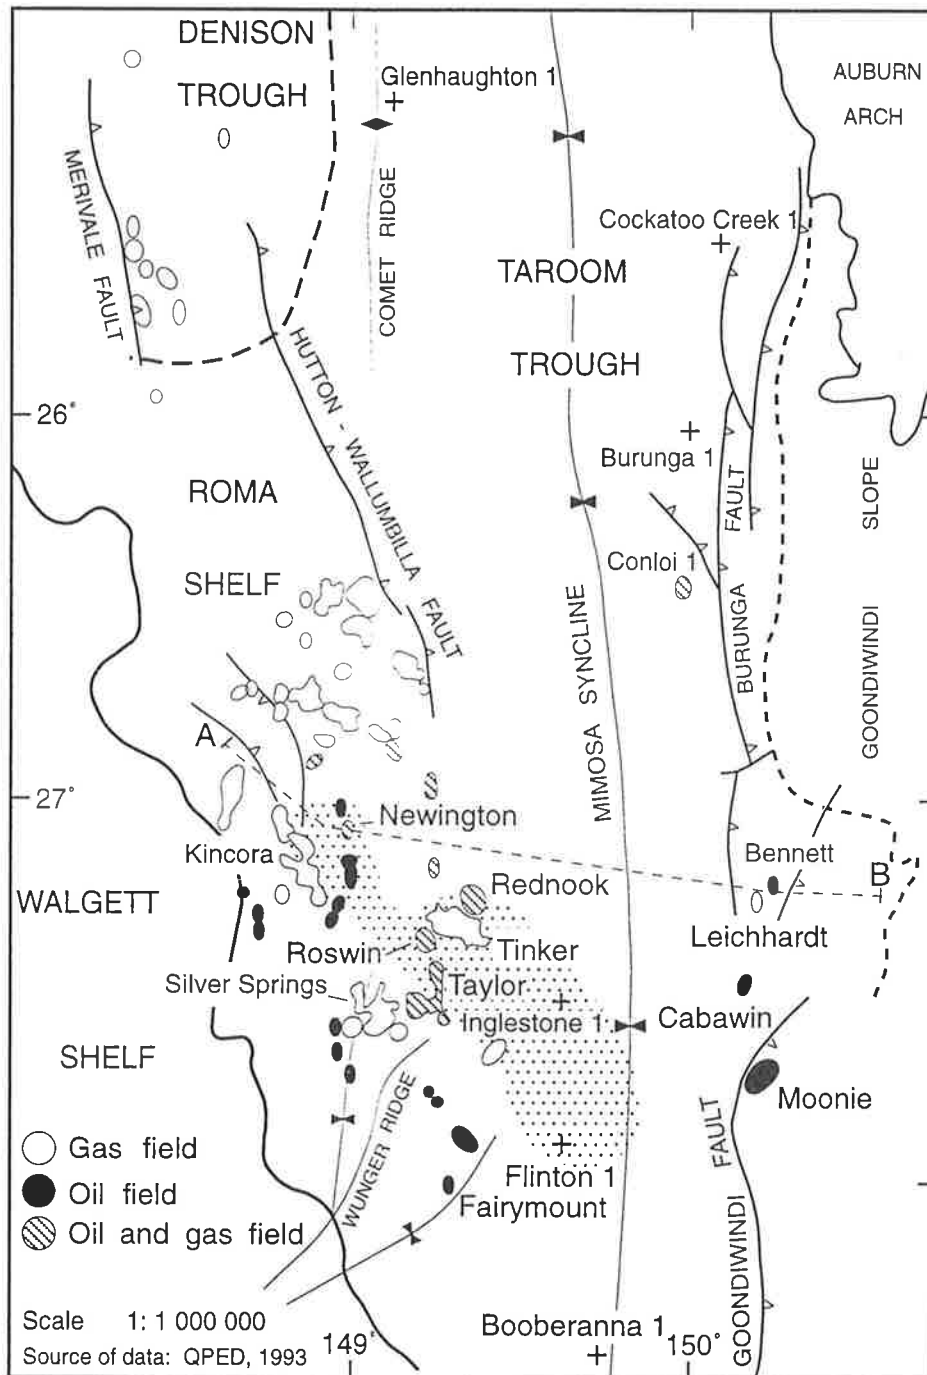 DENISON
TROUGH
Glenhaughton 1
AUBURN
ARCH
MERIVALE FAULT
COMET RIDGE
Cockatoo Creek 1
TAROOM
TROUGH
HUTTON - WALLUMBILLA FAULT
26°
ROMA
SHELF
Burunga 1
Conloi 1
BURUNGA FAULT
GOONDIWINDI SLOPE
MIMOSA SYNCLINE
A
27°
Newington
Kincora
Bennett
B
WALGETT
Rednook
Leichhardt
Roswin
Tinker
Silver Springs
Taylor
Inglestone 1
Cabawin
SHELF
Moonie
WUNGER RIDGE
Gas field
Oil field
Oil and gas field
Flinton 1
Fairymount
GOONDIWINDI FAULT
Scale 1: 1 000 000
Source of data: QPED, 1993
149°
Booberanna 1
150°